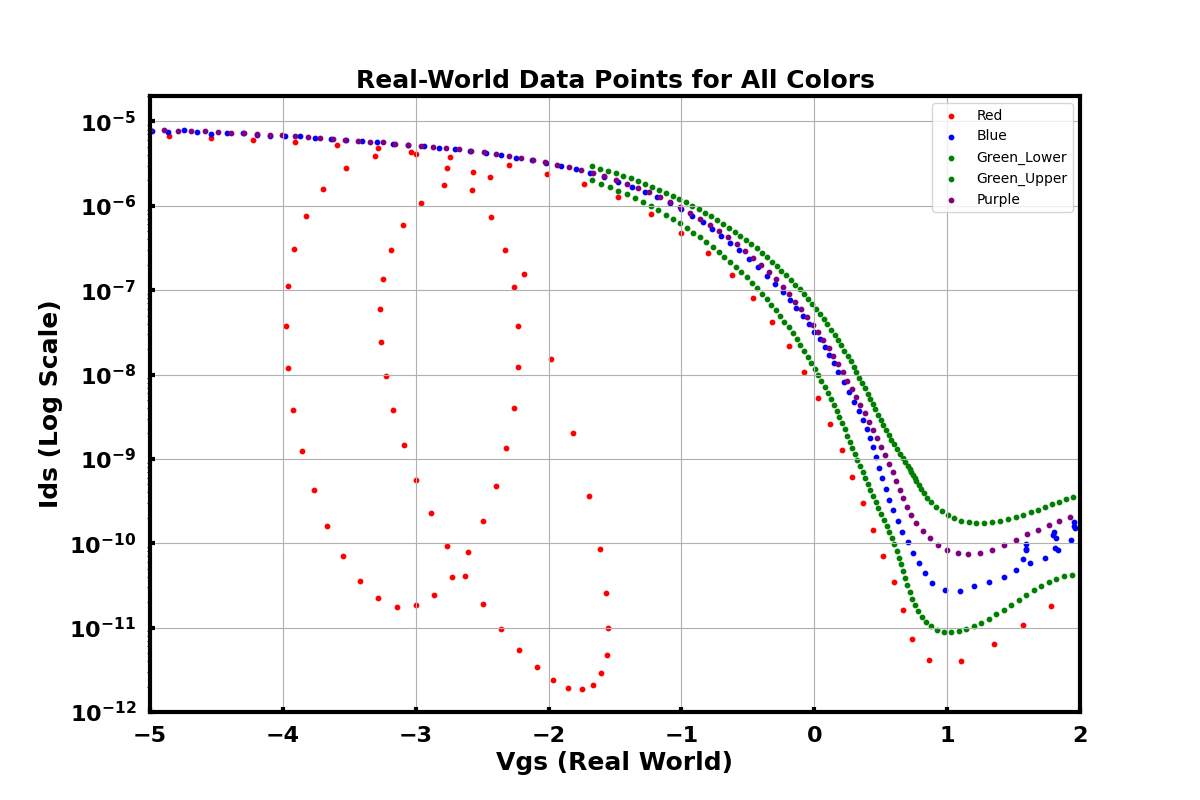 Real-World Data Points for All Colors
Ids (Log Scale)
10⁻⁵
10⁻⁶
10⁻⁷
10⁻⁸
10⁻⁹
10⁻¹⁰
10⁻¹¹
10⁻¹²
Red
Blue
Green_Lower
Green_Upper
Purple
−5 −4 −3 −2 −1 0 1 2
Vgs (Real World)